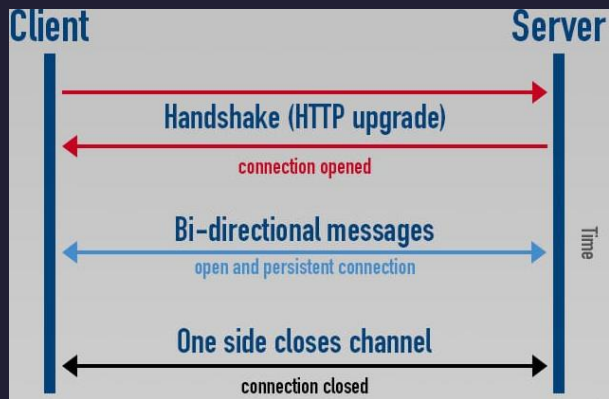 Client
Server
Handshake (HTTP upgrade)
connection opened
Bi-directional messages
open and persistent connection
Time
One side closes channel
connection closed